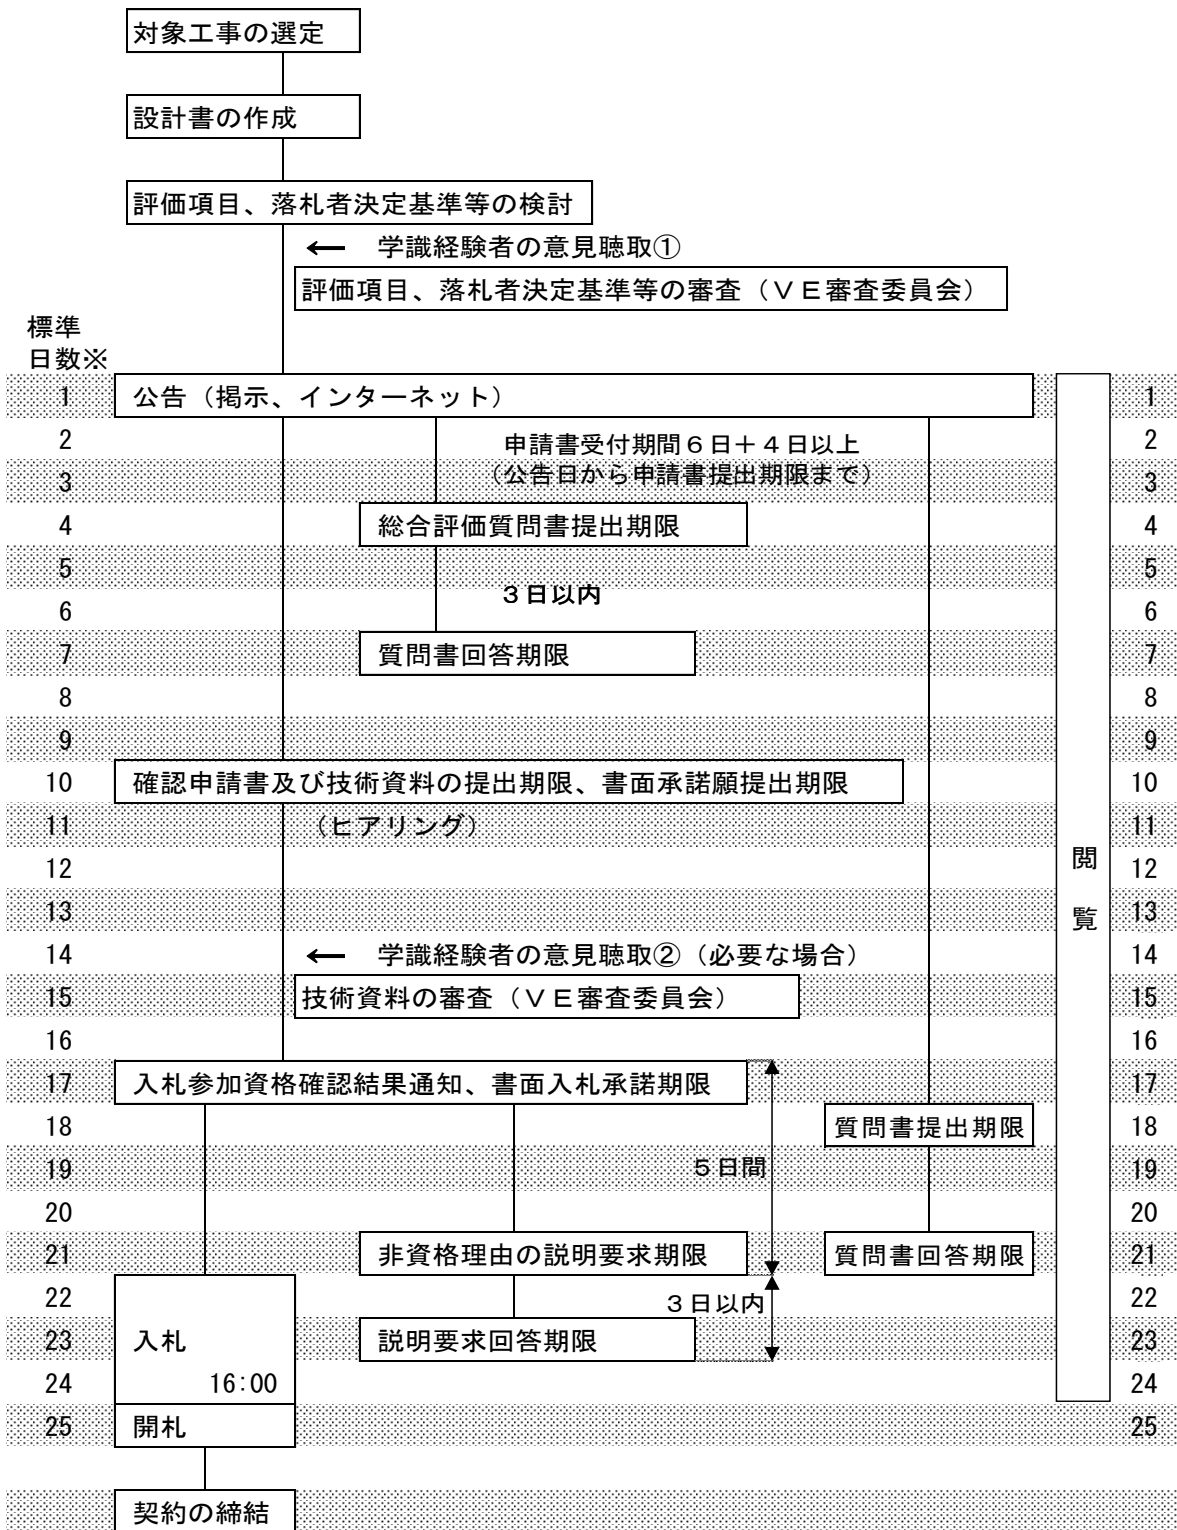 対象工事の選定
設計書の作成
評価項目、落札者決定基準等の検討
← 学識経験者の意見聴取①
評価項目、落札者決定基準等の審査（ＶＥ審査委員会）
標準
日数※
1 公告（掲示、インターネット） 1
2 申請書受付期間６日＋４日以上 2
3 （公告日から申請書提出期限まで） 3
4 総合評価質問書提出期限 4
5 5
３日以内
6 6
7 質問書回答期限 7
8 8
9 9
10 確認申請書及び技術資料の提出期限、書面承諾願提出期限 10
11 （ヒアリング） 11
12 12
閲覧
13 13
14 ← 学識経験者の意見聴取②（必要な場合） 14
15 技術資料の審査（ＶＥ審査委員会） 15
16 16
17 入札参加資格確認結果通知、書面入札承諾期限 17
18 質問書提出期限 18
19 ５日間 19
20 20
21 非資格理由の説明要求期限 質問書回答期限 21
22 ３日以内 22
23 入札 説明要求回答期限 23
24 16:00 24
25 開札 25
契約の締結